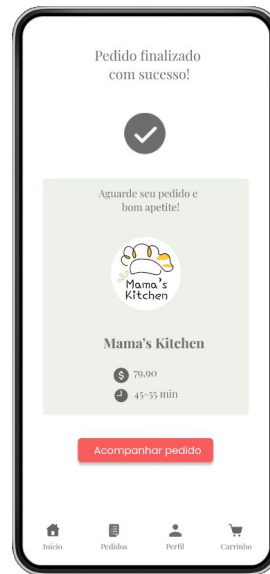 Pedido finalizado
com sucesso!
Aguarde seu pedido e
bom apetite!
Mama's
Kitchen
Mama's Kitchen
$ 79,90
45-55 min
Acompanhar pedido
Início Pedidos Perfil Carrinho